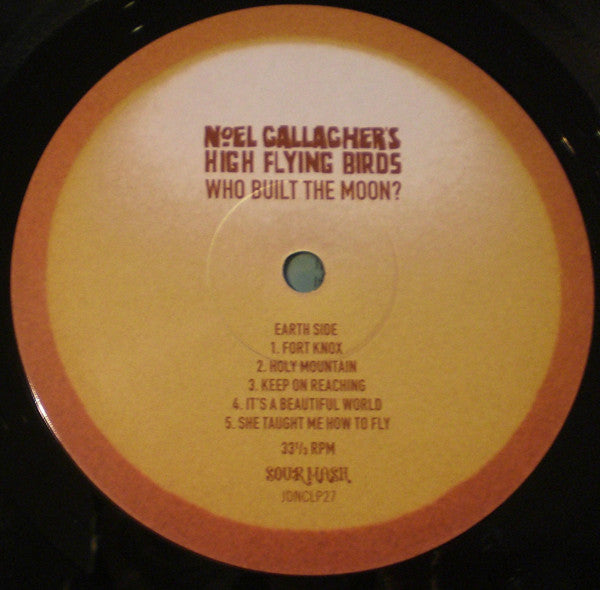 NOEL GALLAGHER'S
HIGH FLYING BIRDS
WHO BUILT THE MOON?
EARTH SIDE
1. FORT KNOX
2. HOLY MOUNTAIN
3. KEEP ON REACHING
4. IT'S A BEAUTIFUL WORLD
5. SHE TAUGHT ME HOW TO FLY
33⅓ RPM
SOUR MASH
JDNCLP27